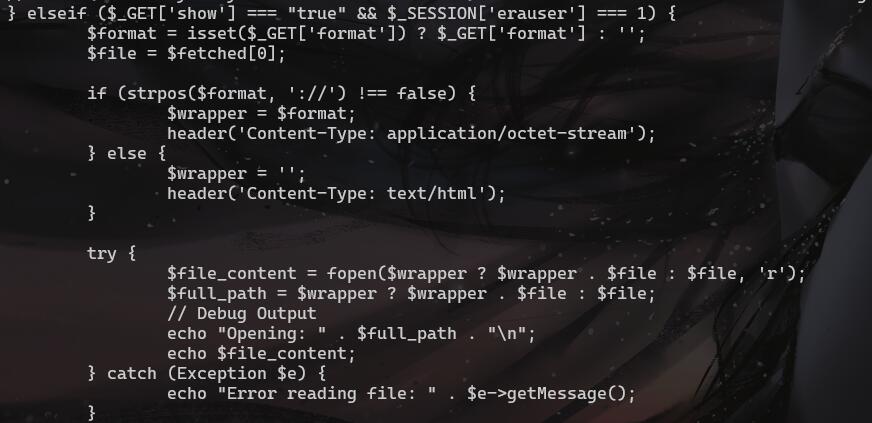 } elseif ($_GET['show'] === "true" && $_SESSION['erauser'] === 1) {
$format = isset($_GET['format']) ? $_GET['format'] : '';
$file = $fetched[0];
if (strpos($format, '://') !== false) {
$wrapper = $format;
header('Content-Type: application/octet-stream');
} else {
$wrapper = '';
header('Content-Type: text/html');
}
try {
$file_content = fopen($wrapper ? $wrapper . $file : $file, 'r');
$full_path = $wrapper ? $wrapper . $file : $file;
// Debug Output
echo "Opening: " . $full_path . "\n";
echo $file_content;
} catch (Exception $e) {
echo "Error reading file: " . $e->getMessage();
}